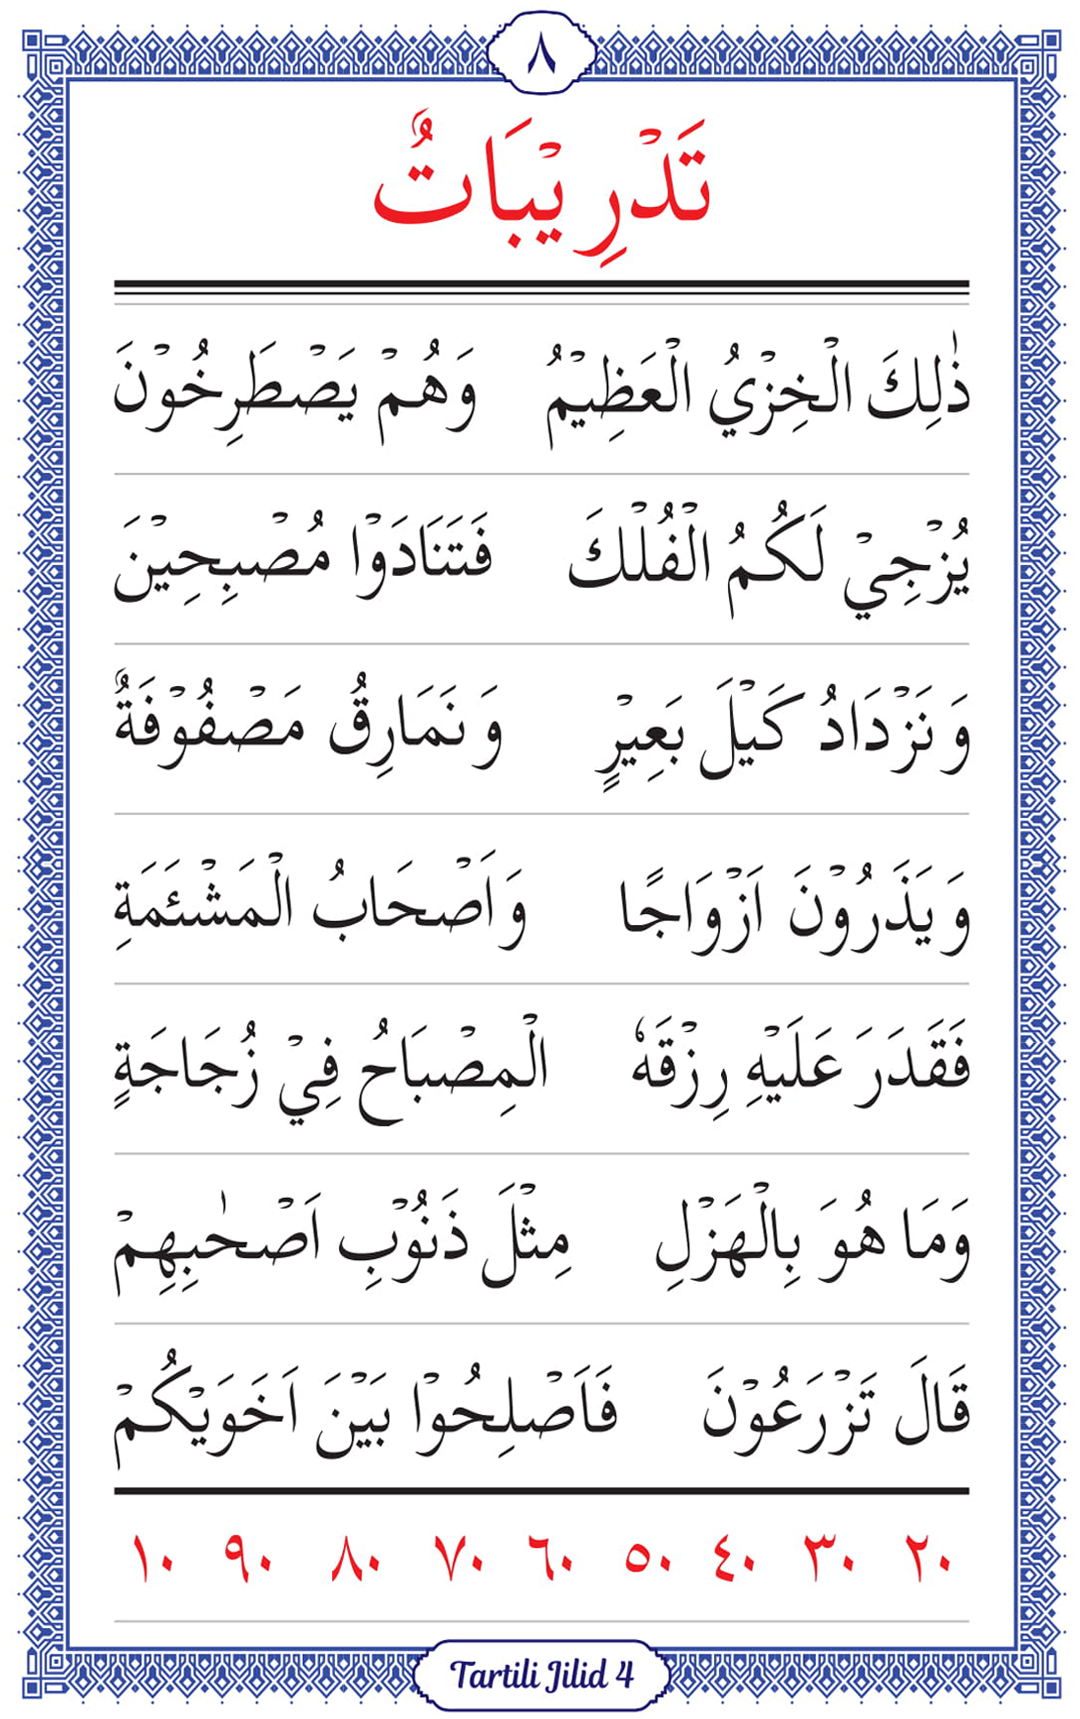 ٨
تَدْرِيْبَاتٌ
ذٰلِكَ الْخِزْيُ الْعَظِيْمُ وَهُمْ يَصْطَرِخُوْنَ
يُزْجِيْ لَكُمُ الْفُلْكَ فَتَنَادَوْا مُصْبِحِيْنَ
وَنَزْدَادُ كَيْلَ بَعِيْرٍ وَنَمَارِقُ مَصْفُوْفَةٌ
وَيَذَرُوْنَ اَزْوَاجًا وَاَصْحَابُ الْمَشْئَمَةِ
فَقَدَرَ عَلَيْهِ رِزْقَهٗ الْمِصْبَاحُ فِيْ زُجَاجَةٍ
وَمَا هُوَ بِالْهَزْلِ مِثْلَ ذَنُوْبِ اَصْحٰبِهِمْ
قَالَ تَزْرَعُوْنَ فَاَصْلِحُوْا بَيْنَ اَخَوَيْكُمْ
٢٠ ٣٠ ٤٠ ٥٠ ٦٠ ٧٠ ٨٠ ٩٠ ١٠
Tartili Jilid 4